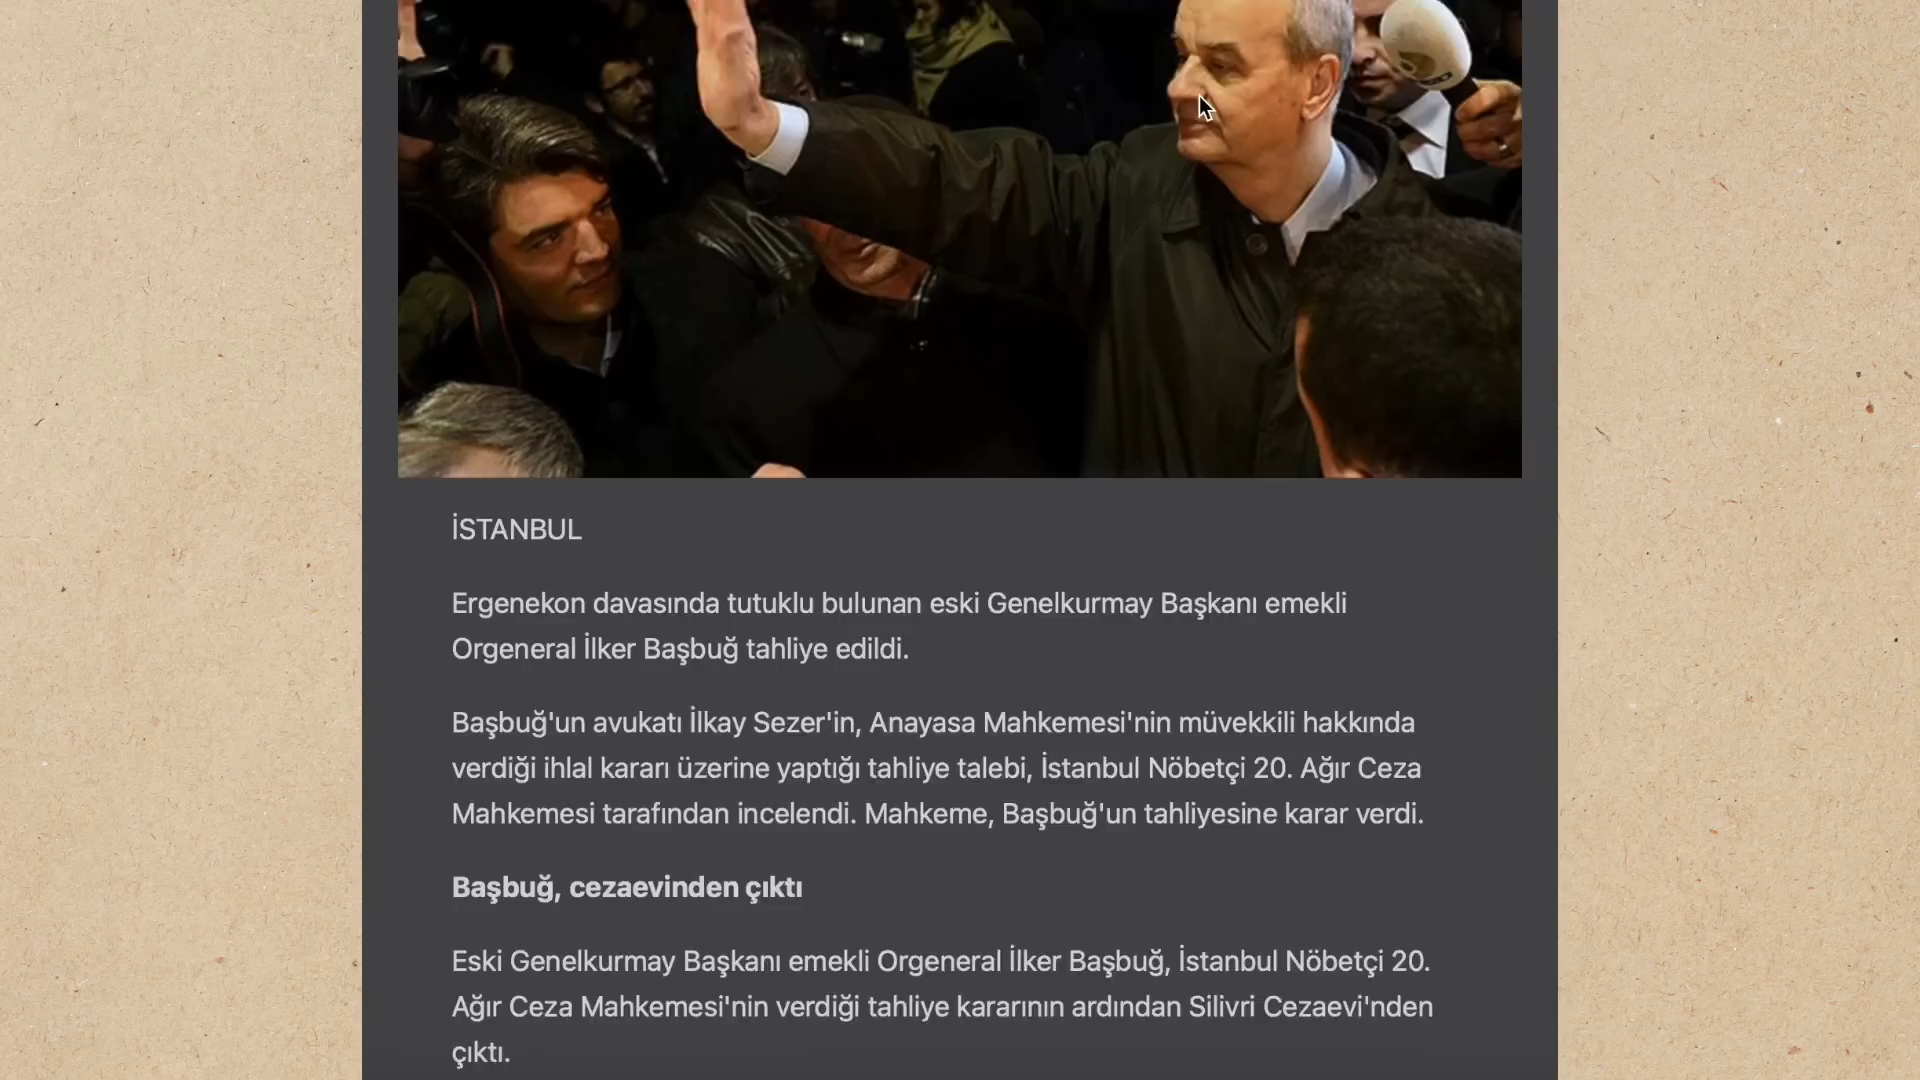 İSTANBUL
Ergenekon davasında tutuklu bulunan eski Genelkurmay Başkanı emekli
Orgeneral İlker Başbuğ tahliye edildi.
Başbuğ'un avukatı İlkay Sezer'in, Anayasa Mahkemesi'nin müvekkili hakkında
verdiği ihlal kararı üzerine yaptığı tahliye talebi, İstanbul Nöbetçi 20. Ağır Ceza
Mahkemesi tarafından incelendi. Mahkeme, Başbuğ'un tahliyesine karar verdi.
Başbuğ, cezaevinden çıktı
Eski Genelkurmay Başkanı emekli Orgeneral İlker Başbuğ, İstanbul Nöbetçi 20.
Ağır Ceza Mahkemesi'nin verdiği tahliye kararının ardından Silivri Cezaevi'nden
çıktı.